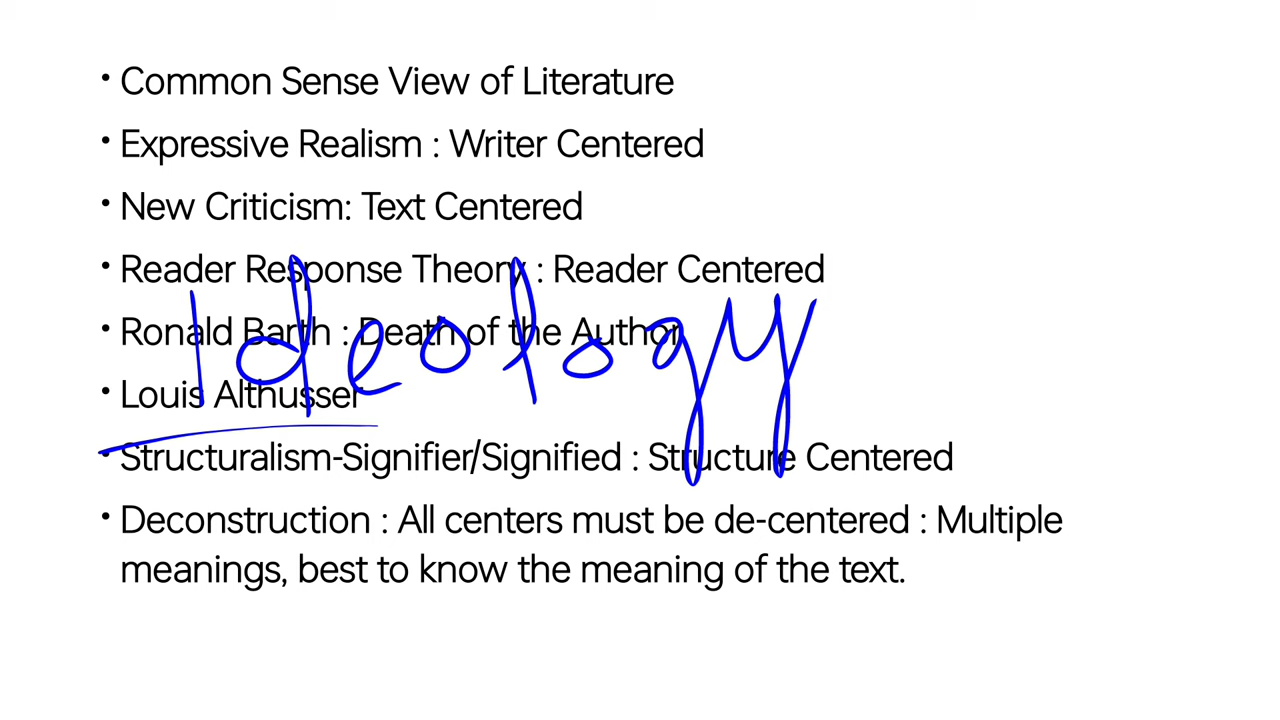 • Common Sense View of Literature
• Expressive Realism : Writer Centered
• New Criticism: Text Centered
• Reader Response Theory : Reader Centered
• Ronald Barth : Death of the Author
Ideology
• Louis Althusser
• Structuralism-Signifier/Signified : Structure Centered
• Deconstruction : All centers must be de-centered : Multiple
meanings, best to know the meaning of the text.